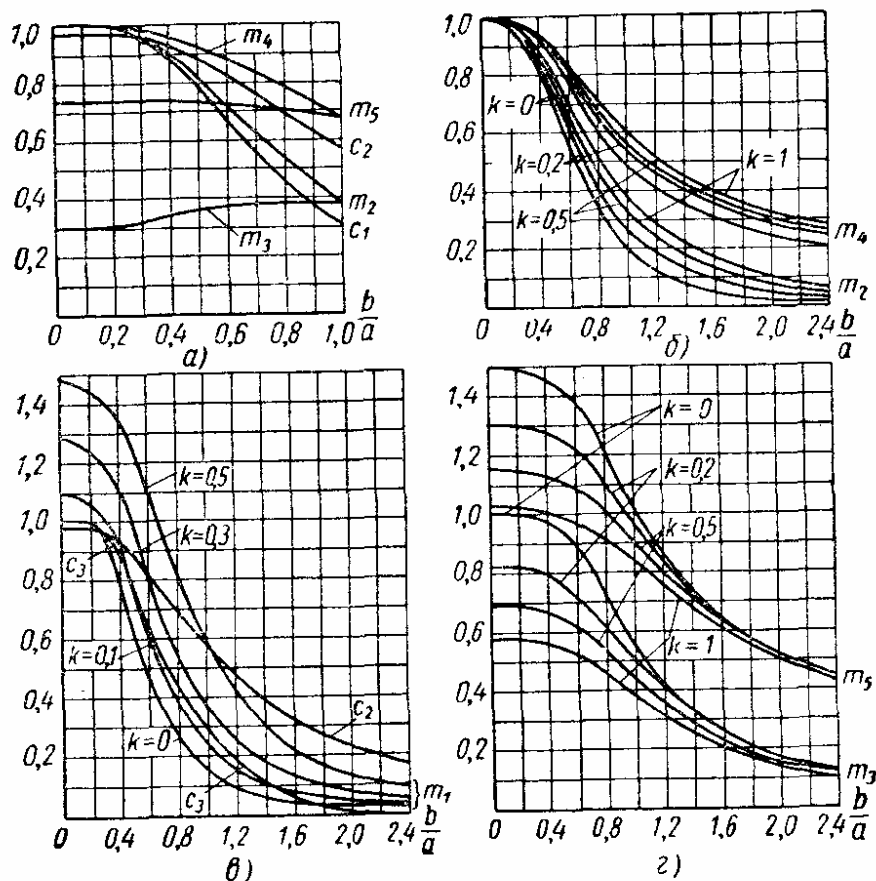 1,0
0,8
0,6
0,4
0,2
m₄
m₅
c₂
m₂
c₁
m₃
0 0,2 0,4 0,6 0,8 1,0 b/a
а)
1,0
0,8
0,6
0,4
0,2
k=0
k=0,2
k=0,5
k=1
m₄
m₂
0 0,4 0,8 1,2 1,6 2,0 2,4 b/a
б)
1,4
1,2
1,0
0,8
0,6
0,4
0,2
k=0,5
k=0,3
c₃
k=0,1
k=0
c₃
c₂
}m₁
0 0,4 0,8 1,2 1,6 2,0 2,4 b/a
в)
1,4
1,2
1,0
0,8
0,6
0,4
0,2
k=0
k=0,2
k=0,5
k=1
m₅
m₃
0 0,4 0,8 1,2 1,6 2,0 2,4 b/a
г)